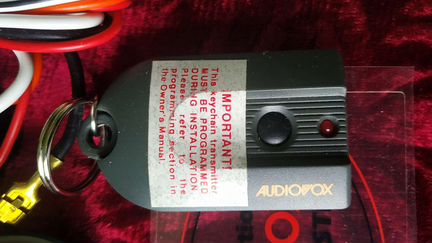 IMPORTANT!
This keychain transmitter
MUST BE PROGRAMMED
DURING INSTALLATION
Please refer to the
programming section in
the Owner's Manual.
AUDIOVOX
ST